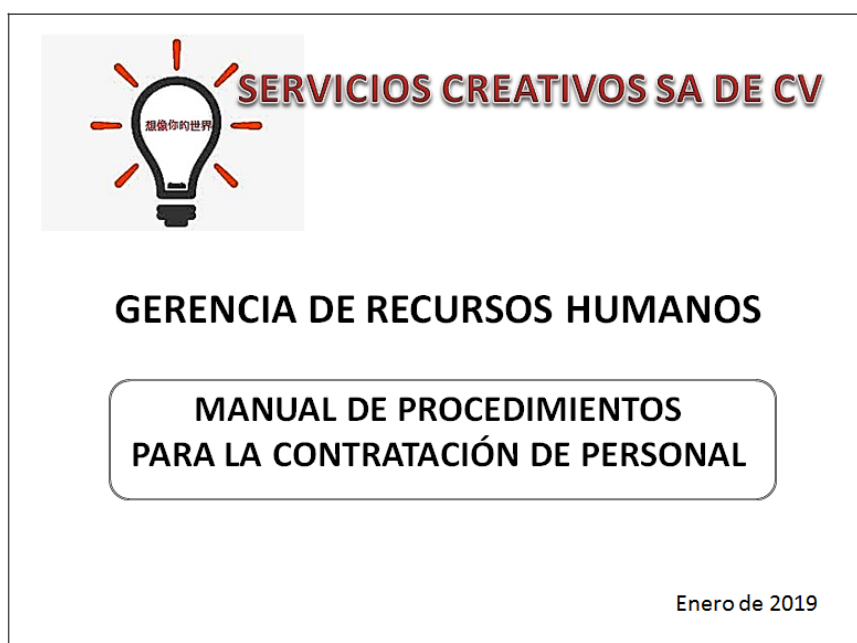 SERVICIOS CREATIVOS SA DE CV
想像你的世界
GERENCIA DE RECURSOS HUMANOS
MANUAL DE PROCEDIMIENTOS
PARA LA CONTRATACIÓN DE PERSONAL
Enero de 2019